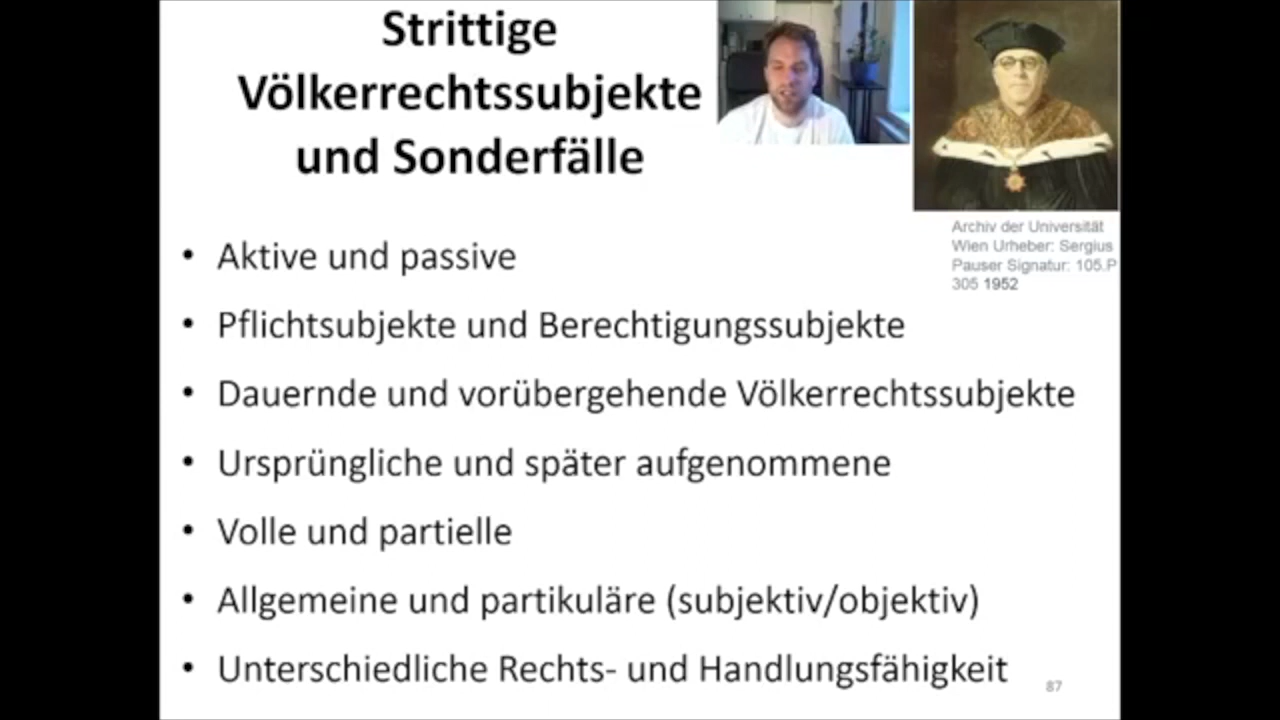 Strittige
Völkerrechtssubjekte
und Sonderfälle
Archiv der Universität
Wien Urheber: Sergius
Pauser Signatur: 105.P
305 1952
• Aktive und passive
• Pflichtsubjekte und Berechtigungssubjekte
• Dauernde und vorübergehende Völkerrechtssubjekte
• Ursprüngliche und später aufgenommene
• Volle und partielle
• Allgemeine und partikuläre (subjektiv/objektiv)
• Unterschiedliche Rechts- und Handlungsfähigkeit
87